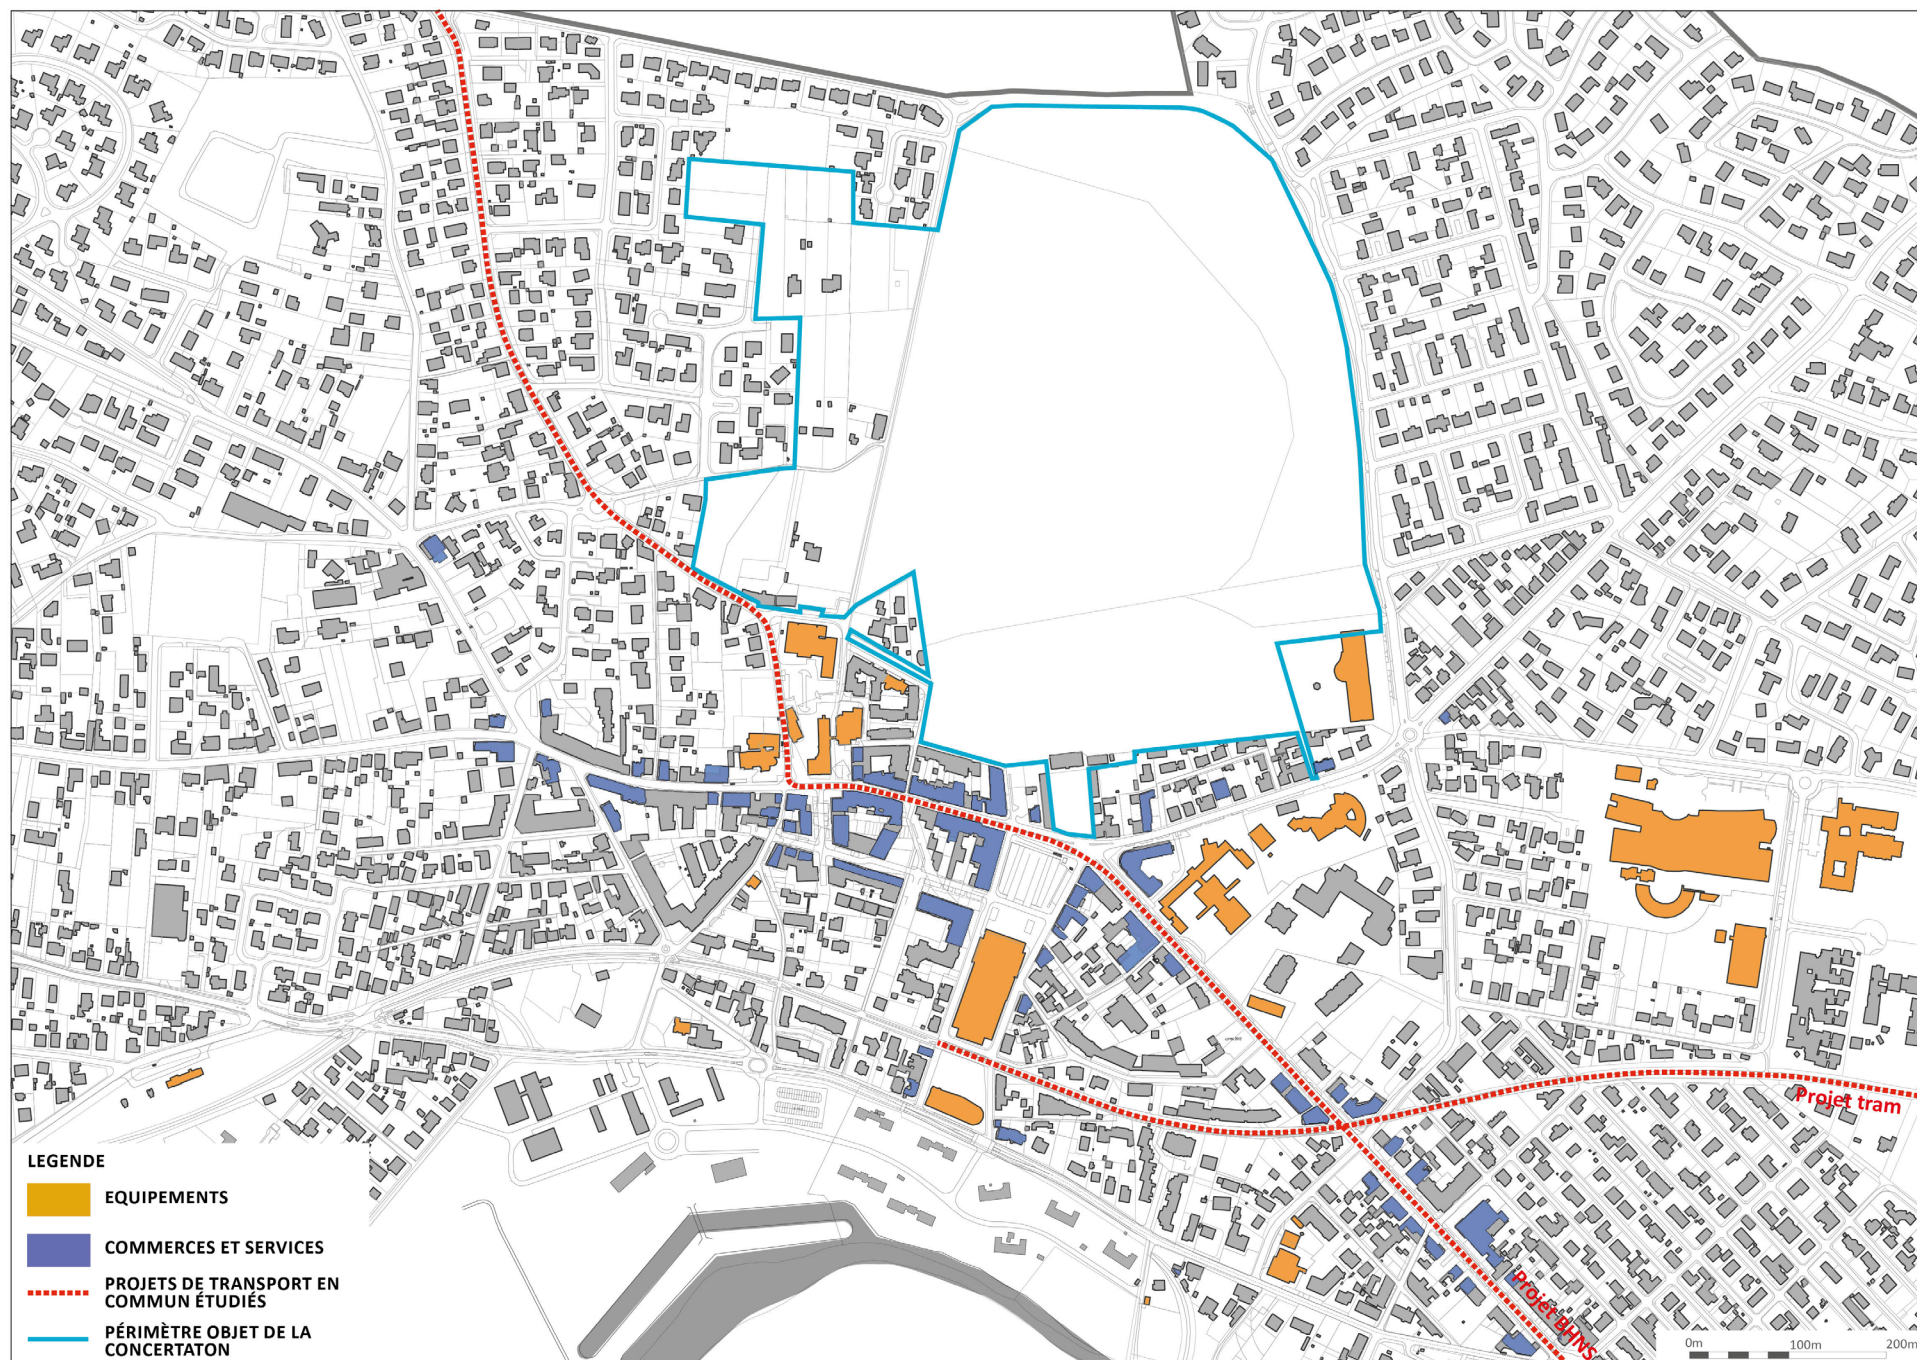 Projet tram
Projet BHNS
LEGENDE
EQUIPEMENTS
COMMERCES ET SERVICES
PROJETS DE TRANSPORT EN
COMMUN ÉTUDIÉS
PÉRIMÈTRE OBJET DE LA
CONCERTATON
0m 100m 200m